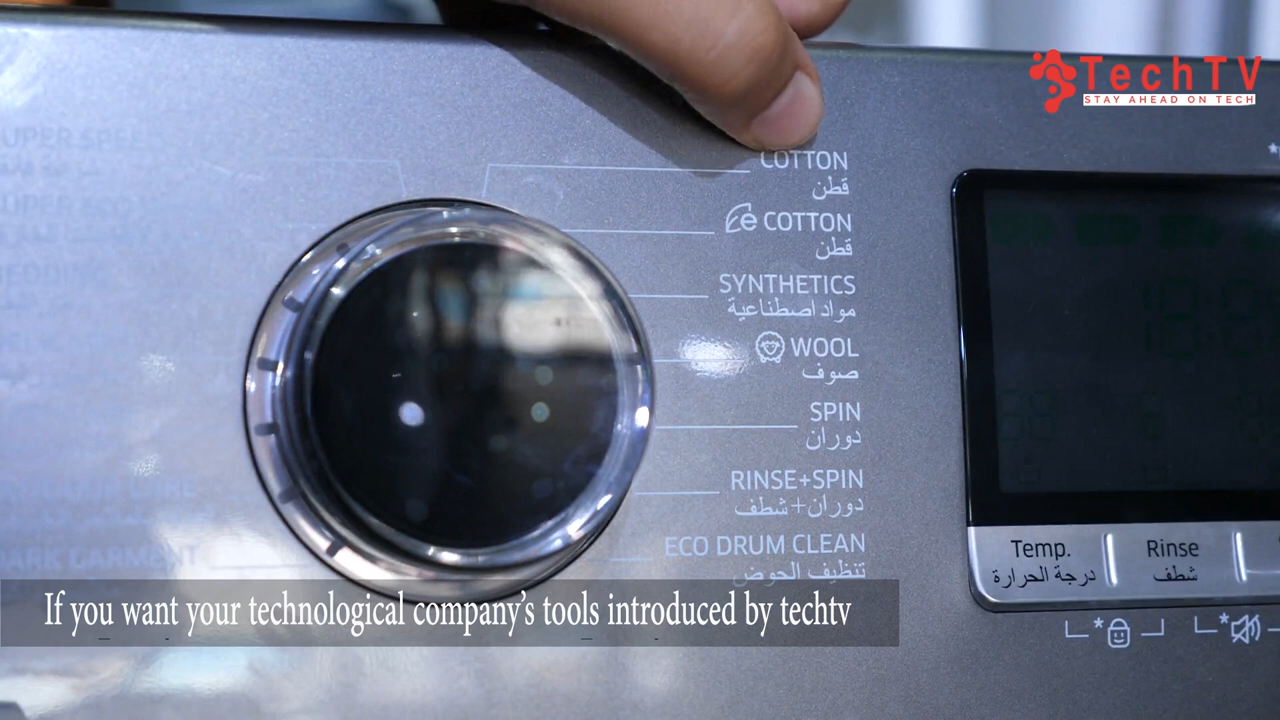 TechTV
STAY AHEAD ON TECH
COTTON
قطن
e COTTON
قطن
SYNTHETICS
مواد اصطناعية
WOOL
صوف
SPIN
دوران
RINSE+SPIN
دوران+شطف
ECO DRUM CLEAN
تنظيف الحوض
DARK GARMENT
Temp.
درجة الحرارة
Rinse
شطف
If you want your technological company's tools introduced by techtv